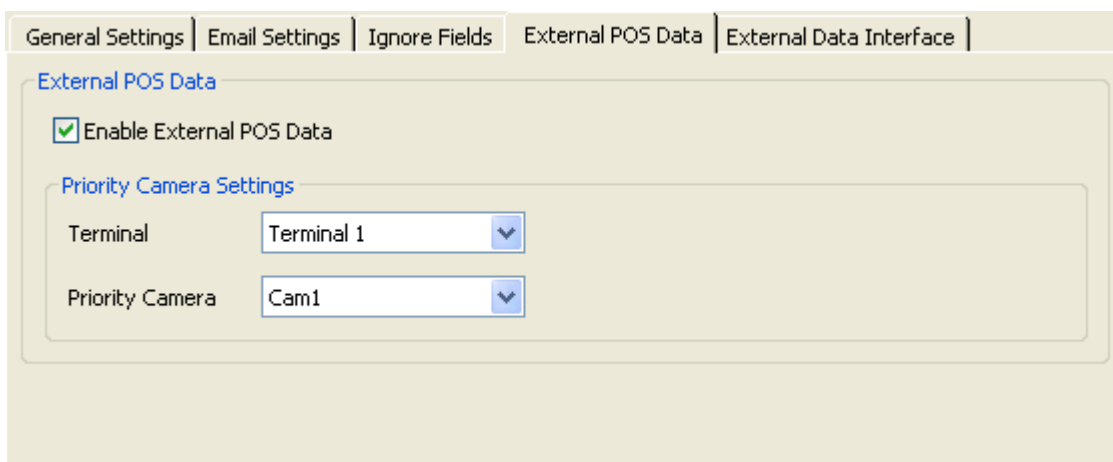 General Settings Email Settings Ignore Fields External POS Data External Data Interface
External POS Data
Enable External POS Data
Priority Camera Settings
Terminal Terminal 1
Priority Camera Cam1